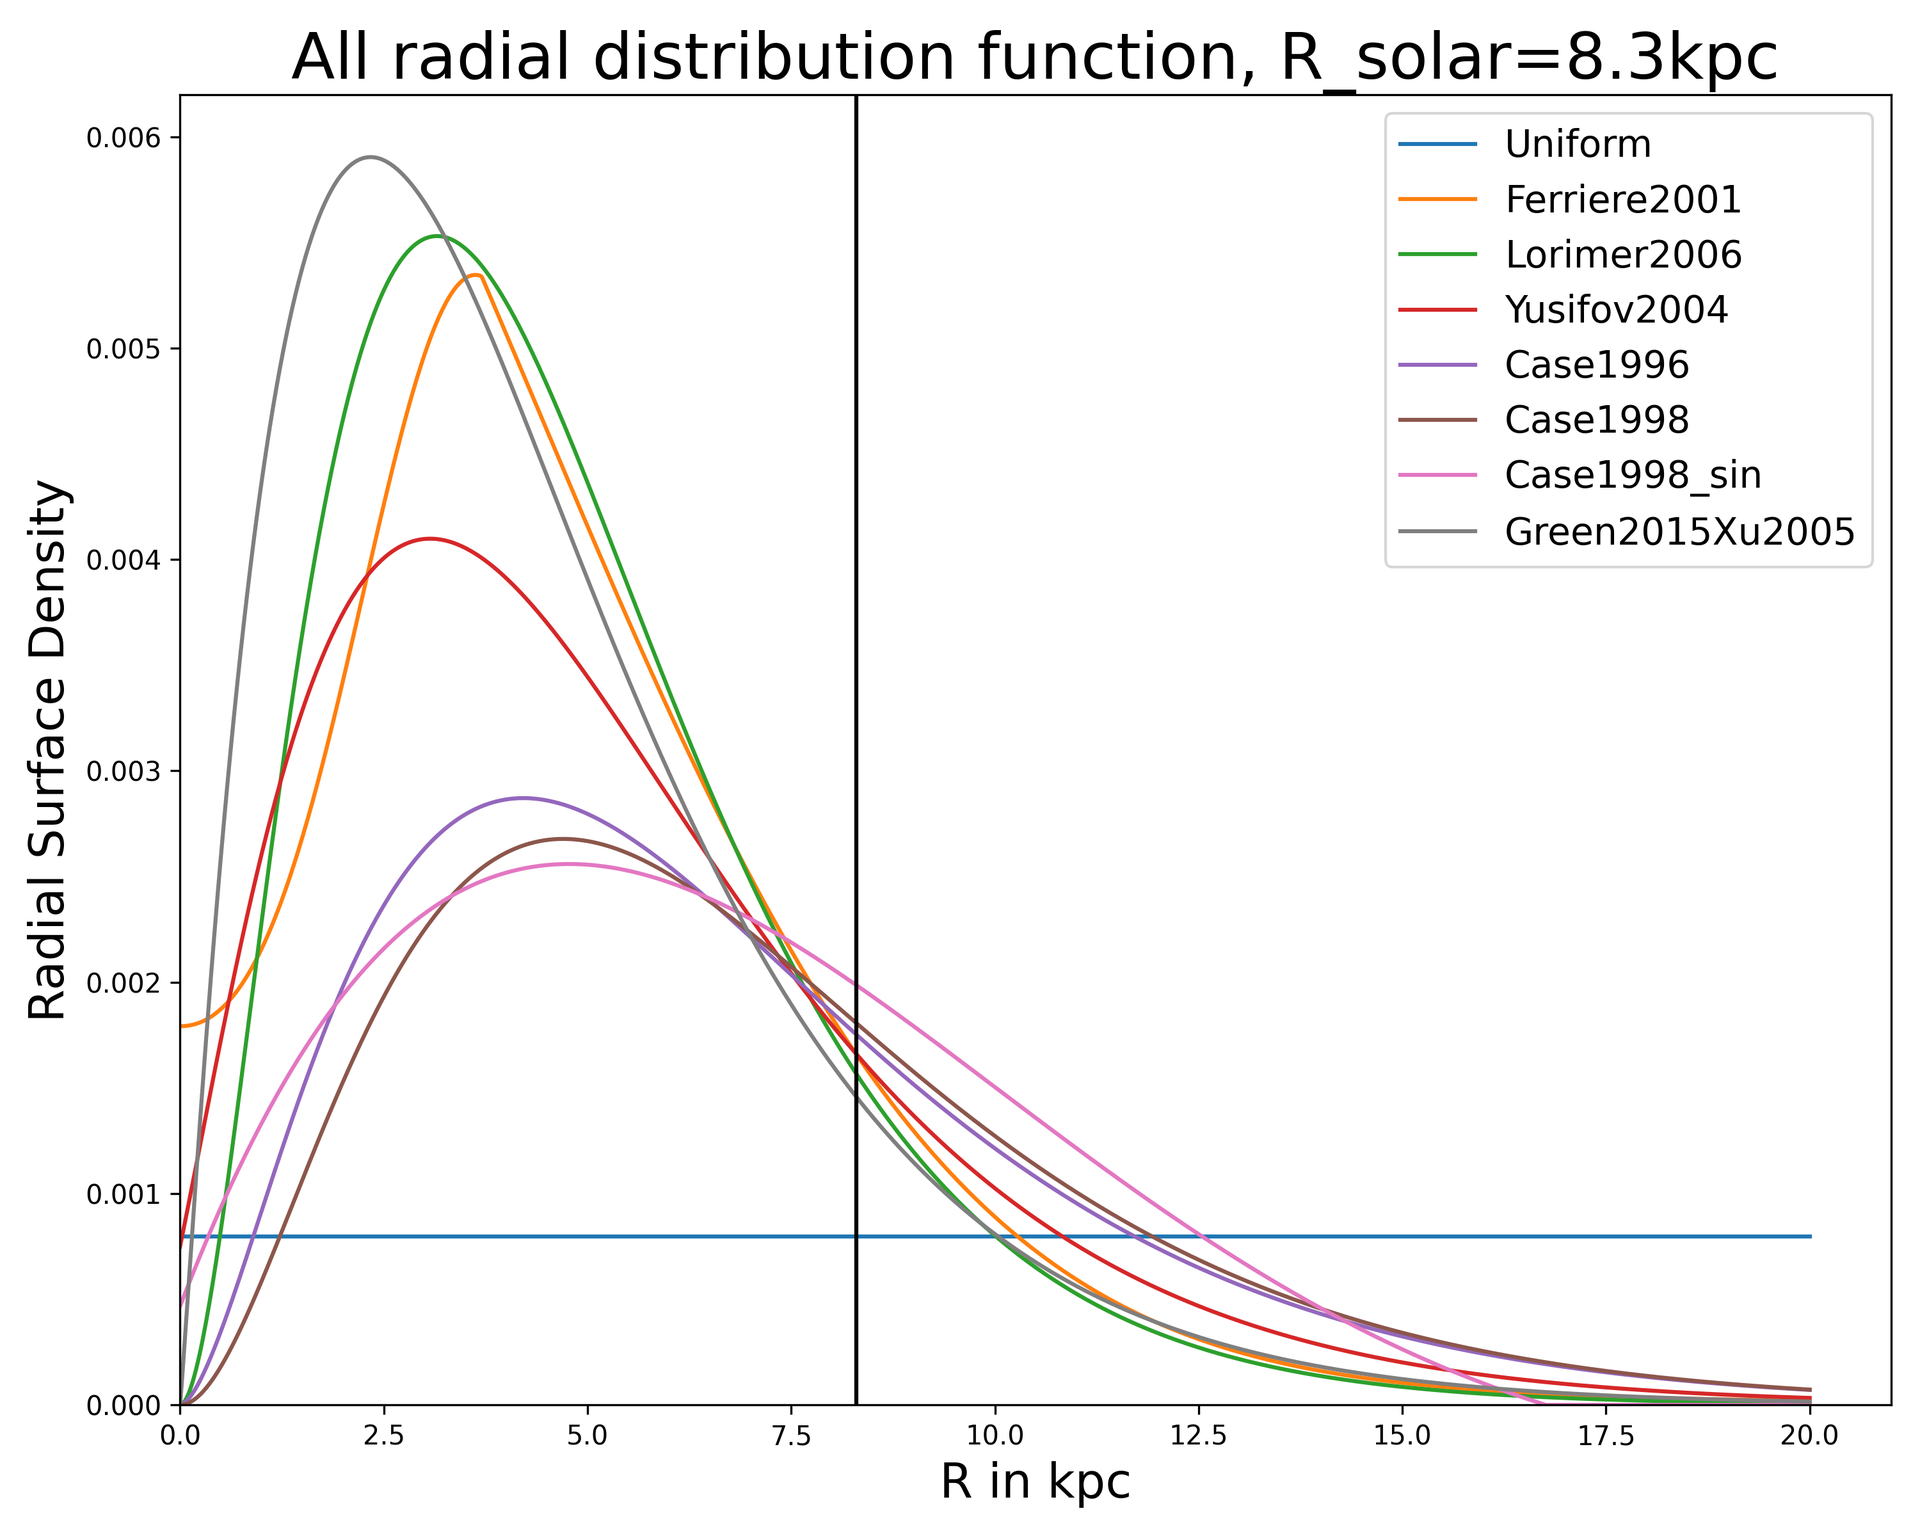 All radial distribution function, R_solar=8.3kpc
Uniform
Ferriere2001
Lorimer2006
Yusifov2004
Case1996
Case1998
Case1998_sin
Green2015Xu2005
Radial Surface Density
0.006
0.005
0.004
0.003
0.002
0.001
0.000
0.0 2.5 5.0 7.5 10.0 12.5 15.0 17.5 20.0
R in kpc